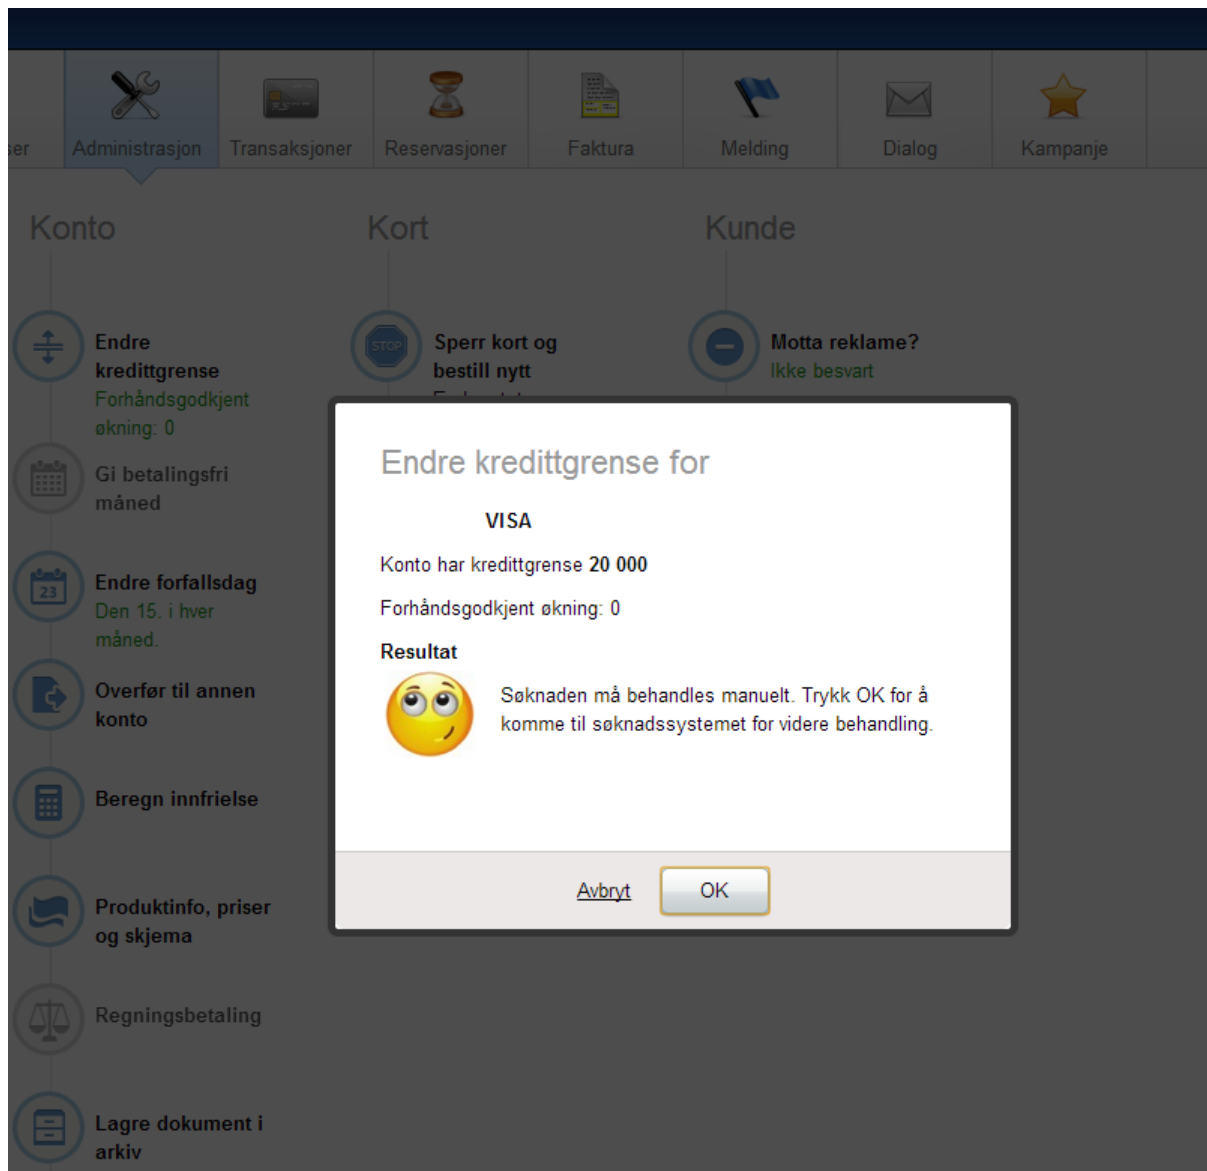 ser
Administrasjon
Transaksjoner
Reservasjoner
Faktura
Melding
Dialog
Kampanje
Konto
Kort
Kunde
Endre
kredittgrense
Forhåndsgodkjent
økning: 0
Gi betalingsfri
måned
23
Endre forfallsdag
Den 15. i hver
måned.
Overfør til annen
konto
Beregn innfrielse
Produktinfo, priser
og skjema
Regningsbetaling
Lagre dokument i
arkiv
STOP
Sperr kort og
bestill nytt
Motta reklame?
Ikke besvart
Endre kredittgrense for
VISA
Konto har kredittgrense 20 000
Forhåndsgodkjent økning: 0
Resultat
Søknaden må behandles manuelt. Trykk OK for å
komme til søknadssystemet for videre behandling.
Avbryt
OK